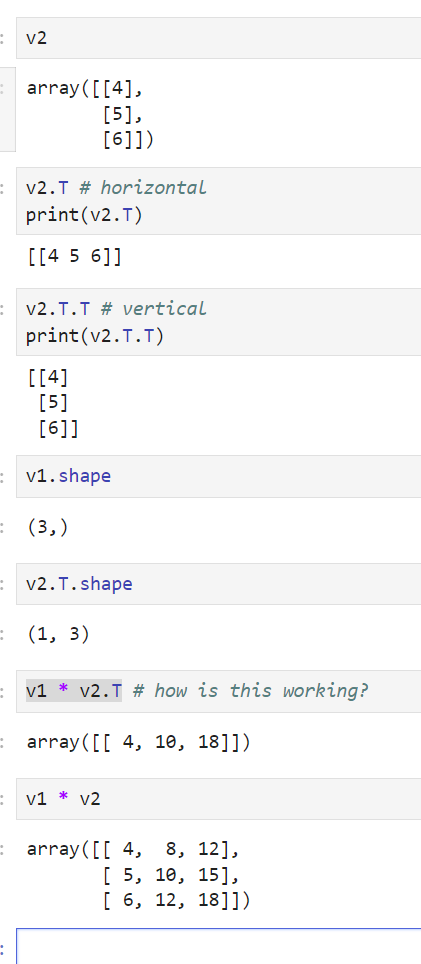 v2
array([[4],
       [5],
       [6]])
v2.T # horizontal
print(v2.T)
[[4 5 6]]
v2.T.T # vertical
print(v2.T.T)
[[4]
 [5]
 [6]]
v1.shape
(3,)
v2.T.shape
(1, 3)
v1 * v2.T # how is this working?
array([[ 4, 10, 18]])
v1 * v2
array([[ 4,  8, 12],
       [ 5, 10, 15],
       [ 6, 12, 18]])